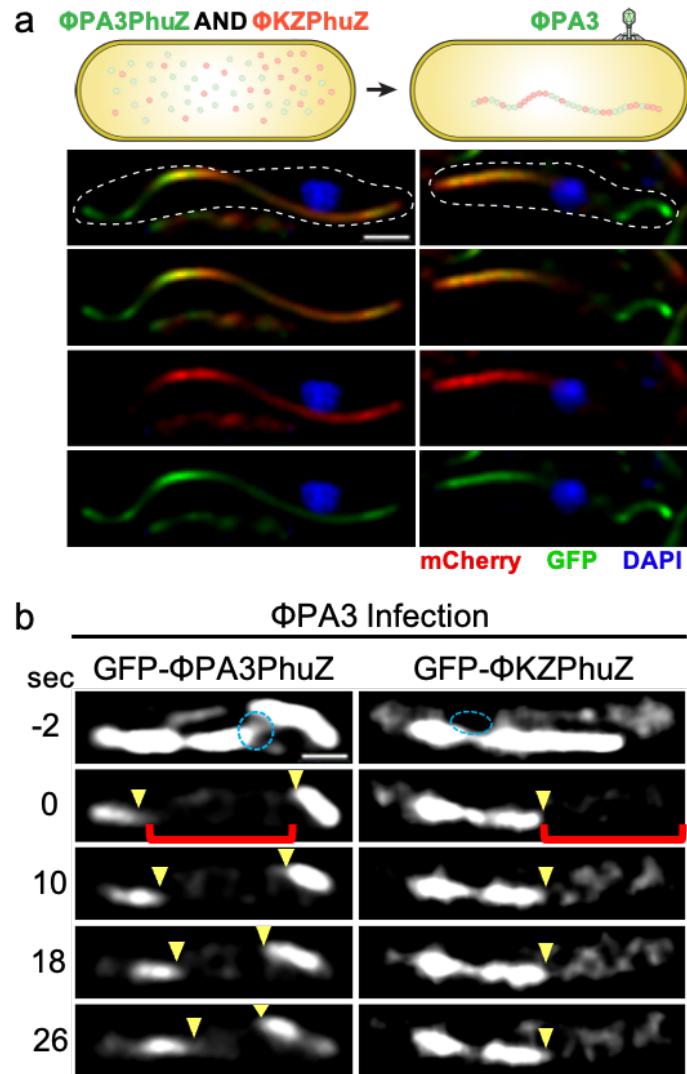 a
ΦPA3PhuZ AND ΦKZPhuZ
ΦPA3
mCherry GFP DAPI
b
ΦPA3 Infection
GFP-ΦPA3PhuZ GFP-ΦKZPhuZ
sec
-2
0
10
18
26